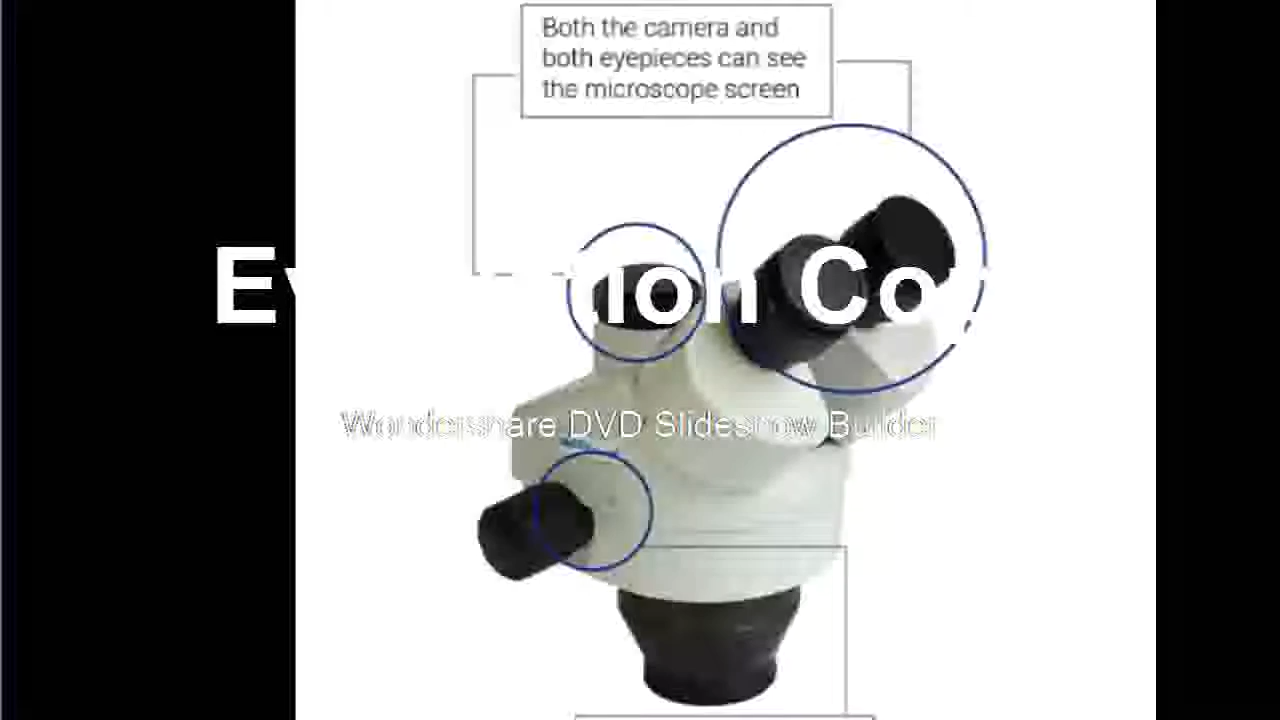 Both the camera and
both eyepieces can see
the microscope screen
Wondershare DVD Slideshow Builder